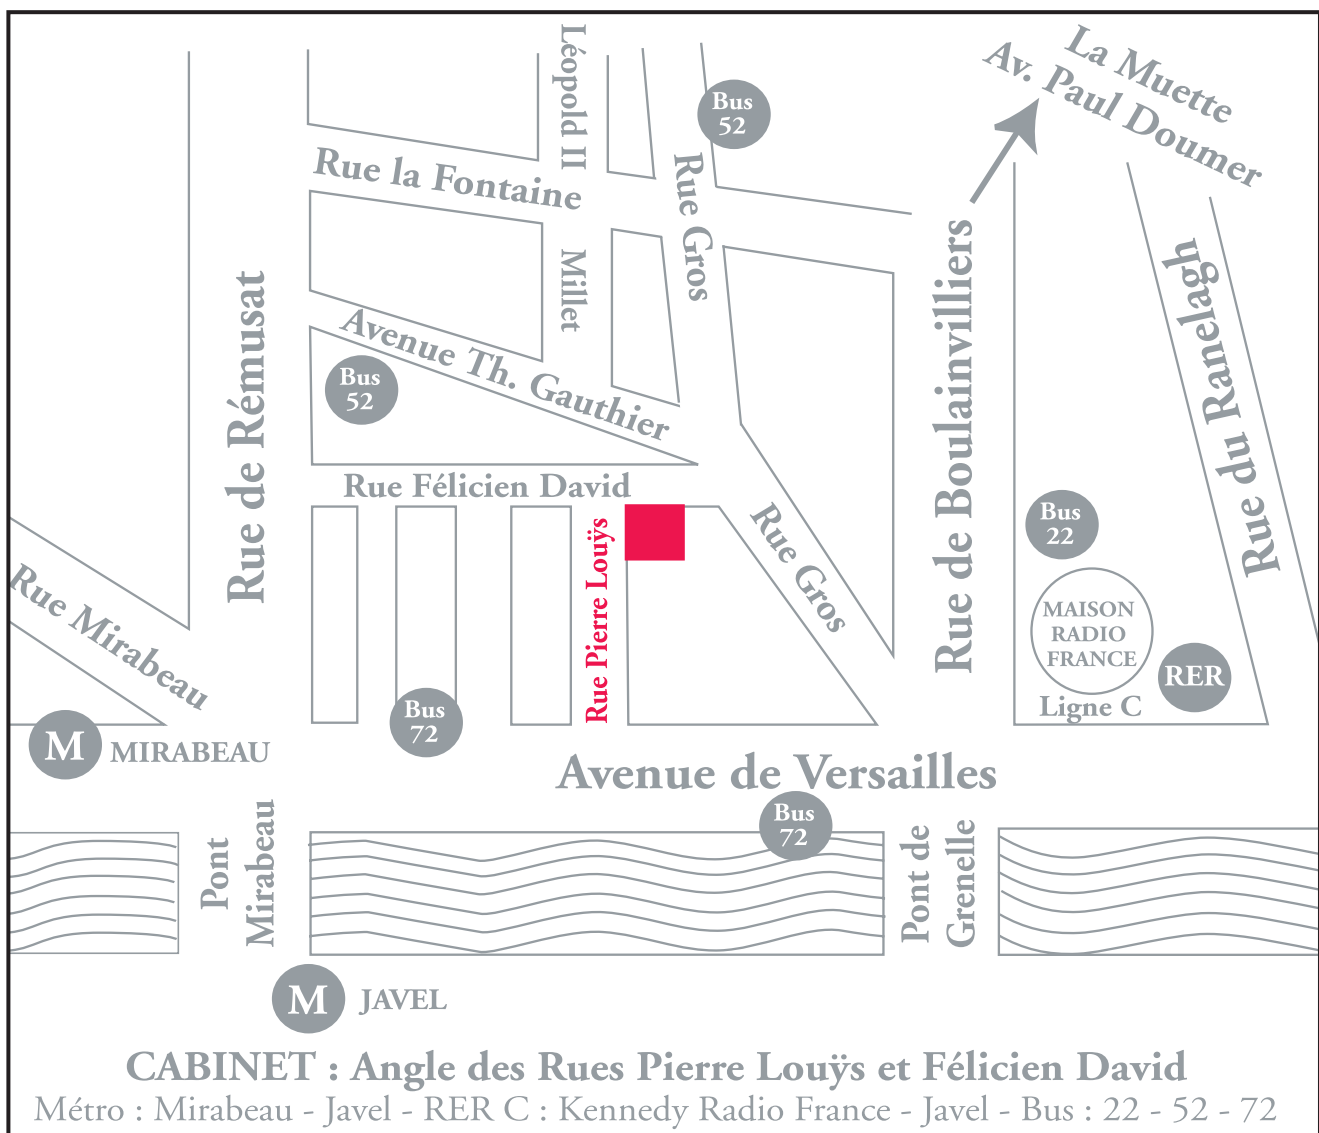 La Muette
Av. Paul Doumer
Léopold II
Bus
52
Rue la Fontaine
Rue Gros
Millet
Rue de Rémusat
Avenue Th. Gauthier
Bus
52
Rue de Boulainvilliers
Rue du Ranelagh
Rue Félicien David
Rue Pierre Louÿs
Rue Gros
Bus
22
MAISON
RADIO
FRANCE
RER
Ligne C
Rue Mirabeau
M
MIRABEAU
Bus
72
Avenue de Versailles
Bus
72
Pont
Mirabeau
Pont de
Grenelle
M
JAVEL
CABINET : Angle des Rues Pierre Louÿs et Félicien David
Métro : Mirabeau - Javel - RER C : Kennedy Radio France - Javel - Bus : 22 - 52 - 72